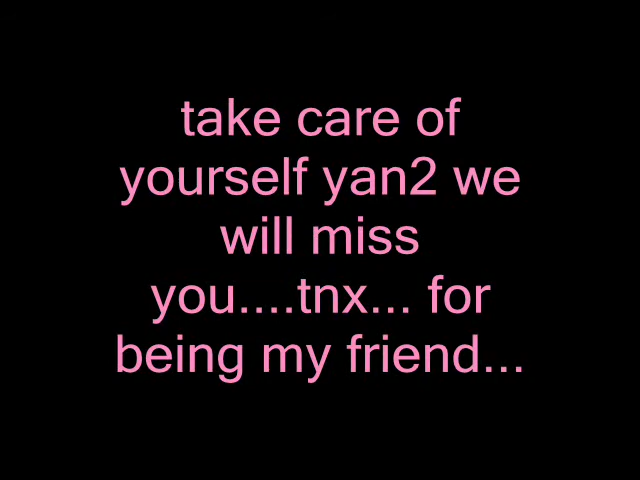 take care of
yourself yan2 we
will miss
you....tnx... for
being my friend...